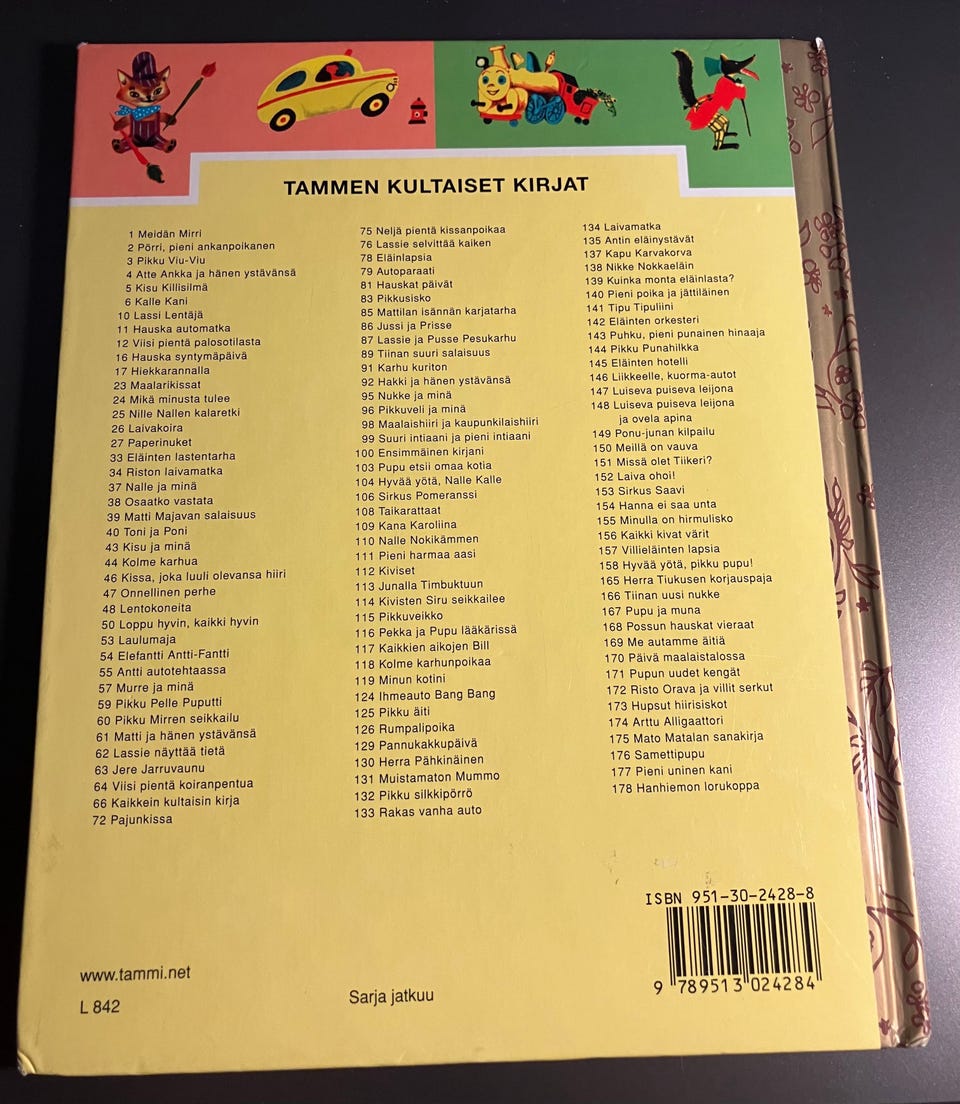 TAMMEN KULTAISET KIRJAT
1 Meidän Mirri
2 Pörri, pieni ankanpoikanen
3 Pikku Viu-Viu
4 Atte Ankka ja hänen ystävänsä
5 Kisu Killisilmä
6 Kalle Kani
10 Lassi Lentäjä
11 Hauska automatka
12 Viisi pientä palosotilasta
16 Hauska syntymäpäivä
17 Hiekkarannalla
23 Maalarikissat
24 Mikä minusta tulee
25 Nille Nallen kalaretki
26 Laivakoira
27 Paperinuket
33 Eläinten lastentarha
34 Riston laivamatka
37 Nalle ja minä
38 Osaatko vastata
39 Matti Majavan salaisuus
40 Toni ja Poni
43 Kisu ja minä
44 Kolme karhua
46 Kissa, joka luuli olevansa hiiri
47 Onnellinen perhe
48 Lentokoneita
50 Loppu hyvin, kaikki hyvin
53 Laulumaja
54 Elefantti Antti-Fantti
55 Antti autotehtaassa
57 Murre ja minä
59 Pikku Pelle Puputti
60 Pikku Mirren seikkailu
61 Matti ja hänen ystävänsä
62 Lassie näyttää tietä
63 Jere Jarruvaunu
64 Viisi pientä koiranpentua
66 Kaikkein kultaisin kirja
72 Pajunkissa
75 Neljä pientä kissanpoikaa
76 Lassie selvittää kaiken
78 Eläinlapsia
79 Autoparaati
81 Hauskat päivät
83 Pikkusisko
85 Mattilan isännän karjatarha
86 Jussi ja Prisse
87 Lassie ja Pusse Pesukarhu
89 Tiinan suuri salaisuus
91 Karhu kuriton
92 Hakki ja hänen ystävänsä
95 Nukke ja minä
96 Pikkuveli ja minä
98 Maalaishiiri ja kaupunkilaishiiri
99 Suuri intiaani ja pieni intiaani
100 Ensimmäinen kirjani
103 Pupu etsii omaa kotia
104 Hyvää yötä, Nalle Kalle
106 Sirkus Pomeranssi
108 Taikarattaat
109 Kana Karoliina
110 Nalle Nokikämmen
111 Pieni harmaa aasi
112 Kiviset
113 Junalla Timbuktuun
114 Kivisten Siru seikkailee
115 Pikkuveikko
116 Pekka ja Pupu lääkärissä
117 Kaikkien aikojen Bill
118 Kolme karhunpoikaa
119 Minun kotini
124 Ihmeauto Bang Bang
125 Pikku äiti
126 Rumpalipoika
129 Pannukakkupäivä
130 Herra Pähkinäinen
131 Muistamaton Mummo
132 Pikku silkkipörrö
133 Rakas vanha auto
134 Laivamatka
135 Antin eläinystävät
137 Kapu Karvakorva
138 Nikke Nokkaeläin
139 Kuinka monta eläinlasta?
140 Pieni poika ja jättiläinen
141 Tipu Tipuliini
142 Eläinten orkesteri
143 Puhku, pieni punainen hinaaja
144 Pikku Punahilkka
145 Eläinten hotelli
146 Liikkeelle, kuorma-autot
147 Luiseva puiseva leijona
148 Luiseva puiseva leijona
ja ovela apina
149 Ponu-junan kilpailu
150 Meillä on vauva
151 Missä olet Tiikeri?
152 Laiva ohoi!
153 Sirkus Saavi
154 Hanna ei saa unta
155 Minulla on hirmulisko
156 Kaikki kivat värit
157 Villieläinten lapsia
158 Hyvää yötä, pikku pupu!
165 Herra Tiukusen korjauspaja
166 Tiinan uusi nukke
167 Pupu ja muna
168 Possun hauskat vieraat
169 Me autamme äitiä
170 Päivä maalaistalossa
171 Pupun uudet kengät
172 Risto Orava ja villit serkut
173 Hupsut hiirisiskot
174 Arttu Alligaattori
175 Mato Matalan sanakirja
176 Samettipupu
177 Pieni uninen kani
178 Hanhiemon lorukoppa
ISBN 951-30-2428-8
9 789513 024284
www.tammi.net
L 842
Sarja jatkuu